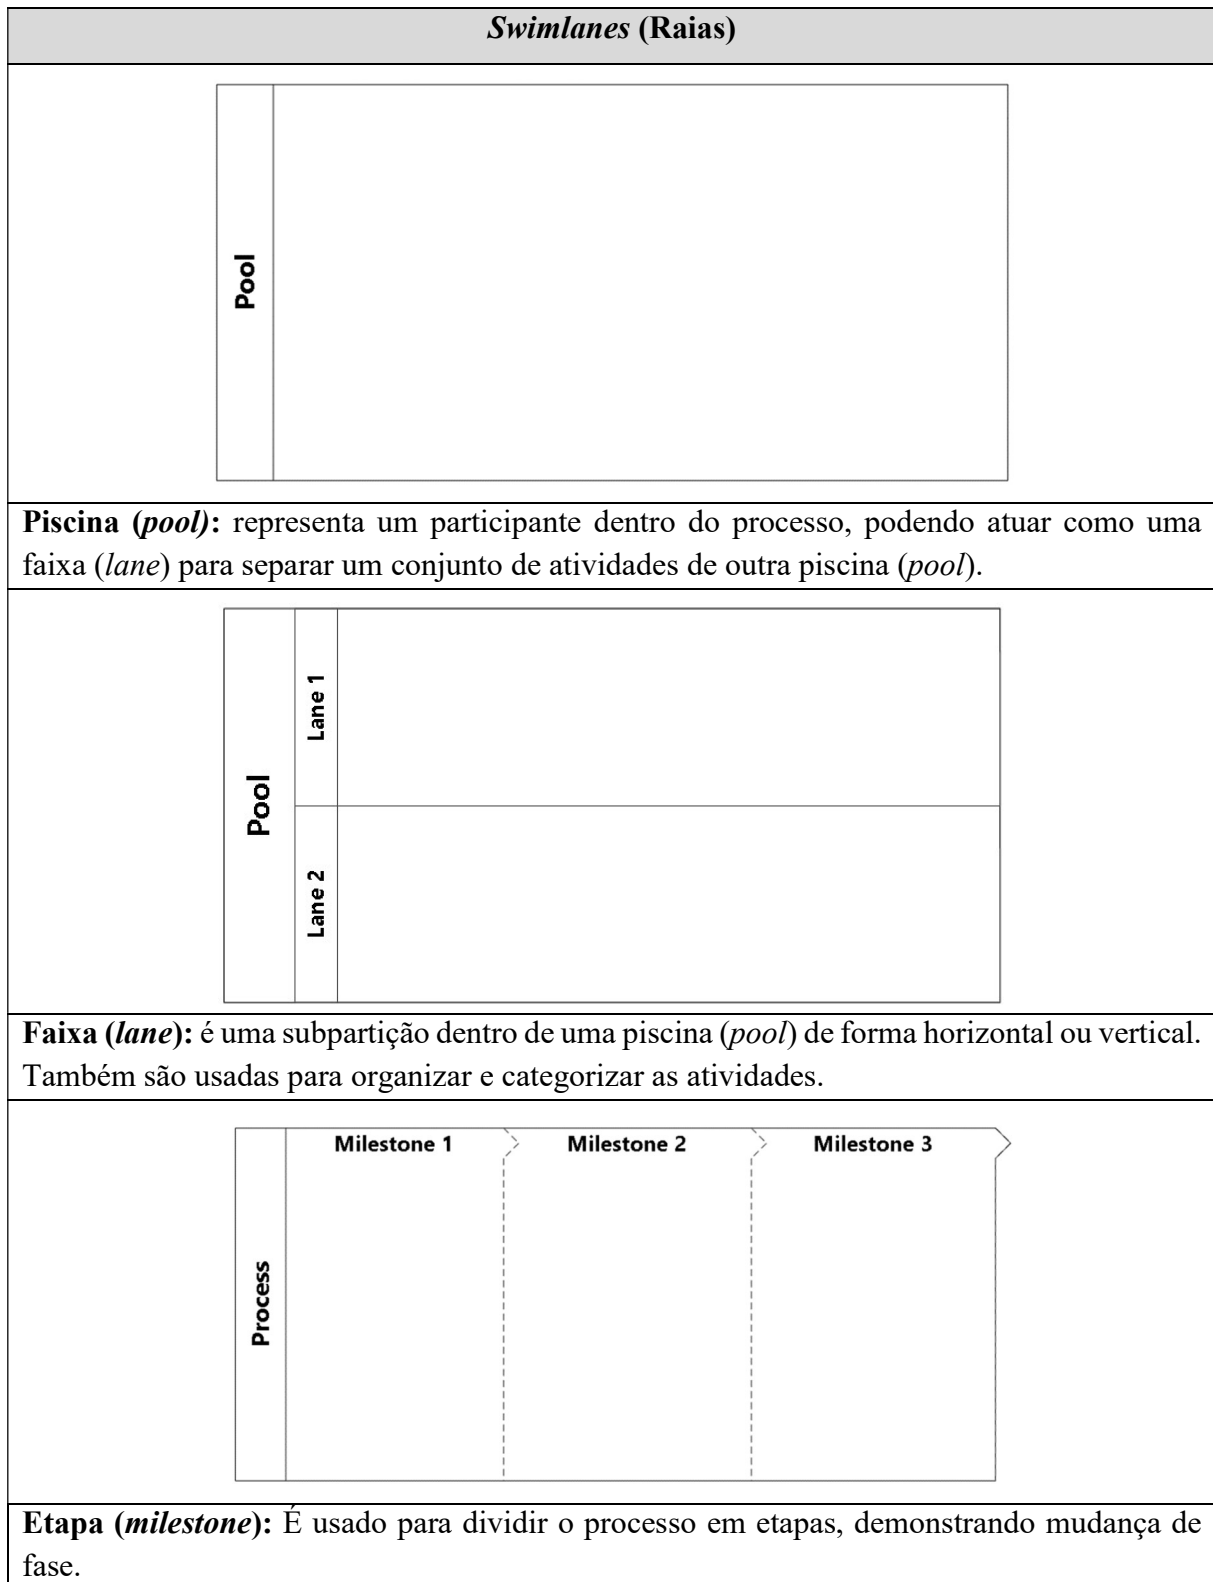 Swimlanes (Raias)
Pool
Piscina (pool): representa um participante dentro do processo, podendo atuar como uma
faixa (lane) para separar um conjunto de atividades de outra piscina (pool).
Pool
Lane 1
Lane 2
Faixa (lane): é uma subpartição dentro de uma piscina (pool) de forma horizontal ou vertical.
Também são usadas para organizar e categorizar as atividades.
Milestone 1 Milestone 2 Milestone 3
Process
Etapa (milestone): É usado para dividir o processo em etapas, demonstrando mudança de
fase.